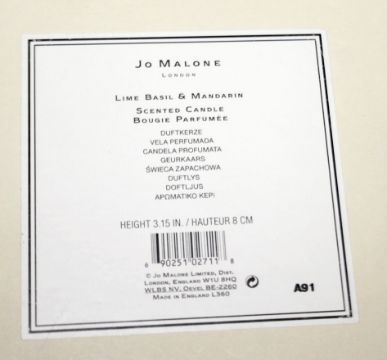 JO MALONE
LONDON
LIME BASIL & MANDARIN
SCENTED CANDLE
BOUGIE PARFUMÉE
DUFTKERZE
VELA PERFUMADA
CANDELA PROFUMATA
GEURKAARS
ŚWIECA ZAPACHOWA
DUFTLYS
DOFTLJUS
ΑΡΩΜΑΤΙΚΟ ΚΕΡΙ
HEIGHT 3.15 IN. / HAUTEUR 8 CM
6 90251 02711 8
© JO MALONE LIMITED, DIST.
LONDON, ENGLAND W1U 8HQ
WLBS NV. OEVEL BE-2260
MADE IN ENGLAND L360
A91